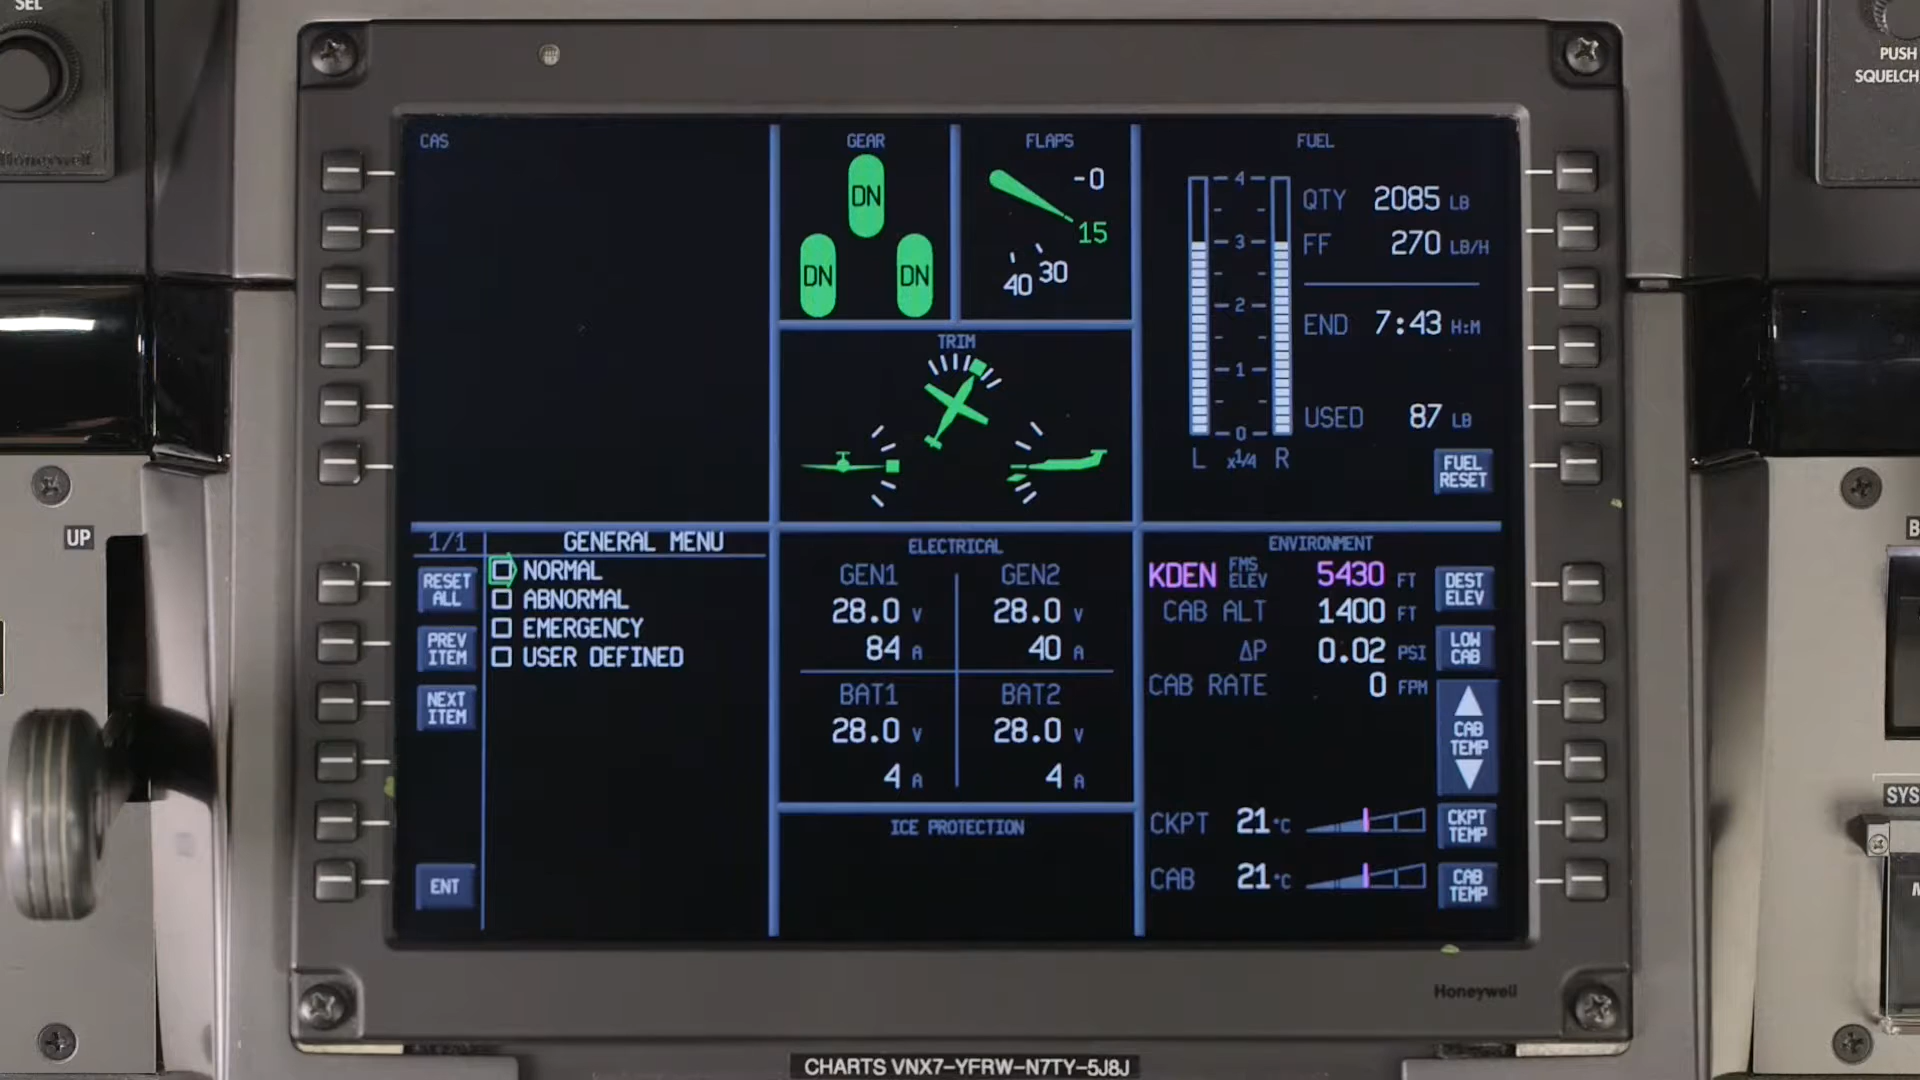 SEL
Honeywell
PUSH
SQUELCH
CAS
GEAR
DN
DN DN
FLAPS
-0
15
30
40
TRIM
FUEL
4
3
2
1
0
L x1/4 R
QTY 2085 LB
FF 270 LB/H
END 7:43 H:M
USED 87 LB
FUEL
RESET
UP
1/1 GENERAL MENU
RESET
ALL
PREV
ITEM
NEXT
ITEM
ENT
NORMAL
ABNORMAL
EMERGENCY
USER DEFINED
ELECTRICAL
GEN1 GEN2
28.0 V 28.0 V
84 A 40 A
BAT1 BAT2
28.0 V 28.0 V
4 A 4 A
ICE PROTECTION
ENVIRONMENT
KDEN FMS ELEV 5430 FT
CAB ALT 1400 FT
ΔP 0.02 PSI
CAB RATE 0 FPM
CKPT 21 °C
CAB 21 °C
DEST
ELEV
LOW
CAB
CAB
TEMP
CKPT
TEMP
CAB
TEMP
SYS
Honeywell
CHARTS VNX7-YFRW-N7TY-5J8J